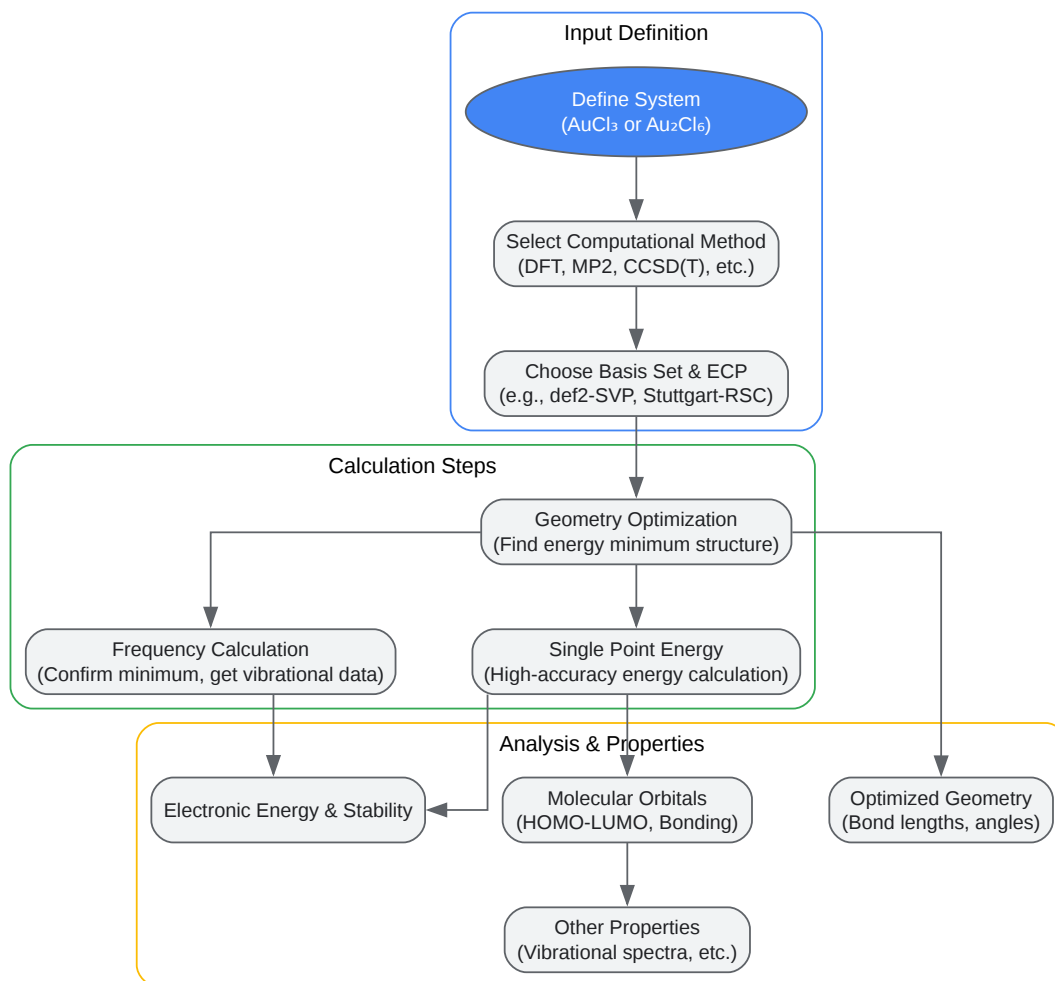 Input Definition
Define System
(AuCl₃ or Au₂Cl₆)
Select Computational Method
(DFT, MP2, CCSD(T), etc.)
Choose Basis Set & ECP
(e.g., def2-SVP, Stuttgart-RSC)
Calculation Steps
Geometry Optimization
(Find energy minimum structure)
Frequency Calculation
(Confirm minimum, get vibrational data)
Single Point Energy
(High-accuracy energy calculation)
Analysis & Properties
Electronic Energy & Stability
Molecular Orbitals
(HOMO-LUMO, Bonding)
Optimized Geometry
(Bond lengths, angles)
Other Properties
(Vibrational spectra, etc.)